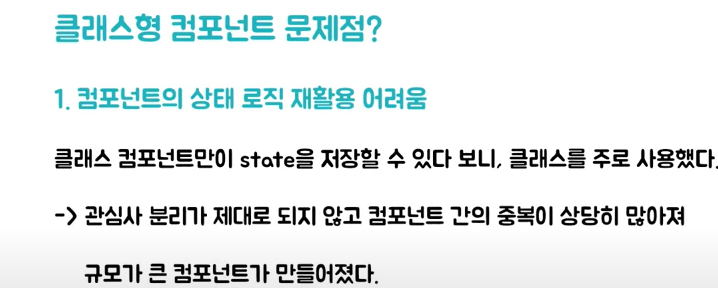 클래스형 컴포넌트 문제점?
1. 컴포넌트의 상태 로직 재활용 어려움
클래스 컴포넌트만이 state을 저장할 수 있다 보니, 클래스를 주로 사용했다.
-> 관심사 분리가 제대로 되지 않고 컴포넌트 간의 중복이 상당히 많아져
규모가 큰 컴포넌트가 만들어졌다.